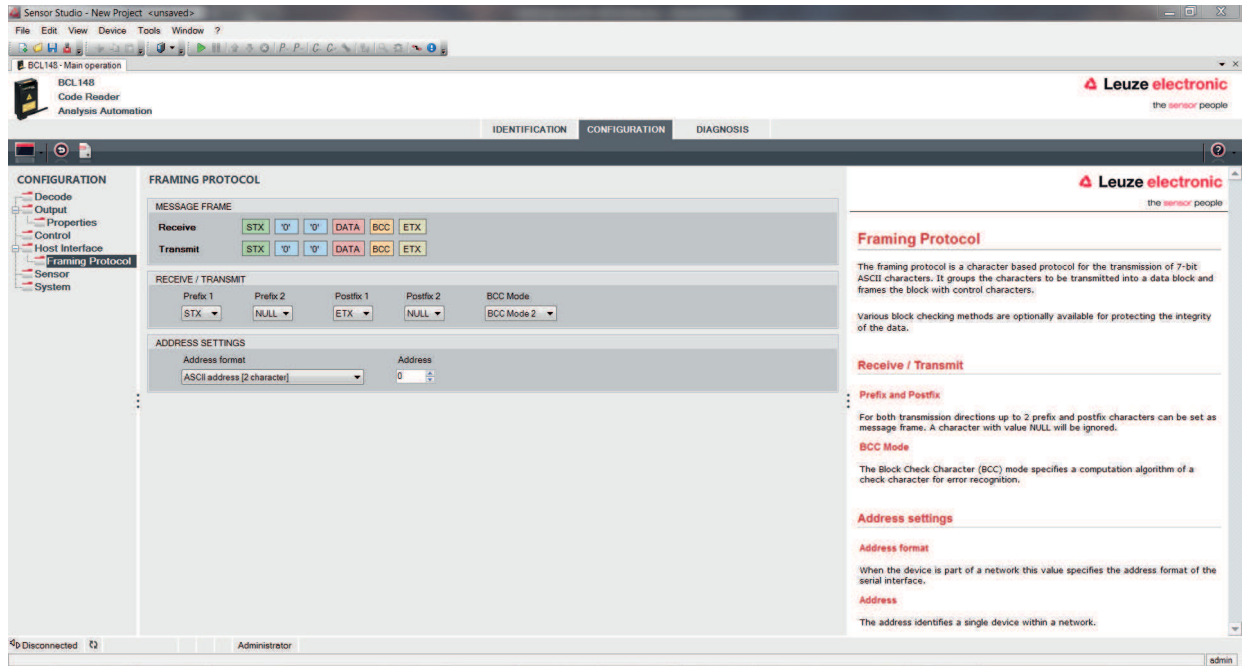 Sensor Studio - New Project <unsaved>
File Edit View Device Tools Window ?
BCL148 - Main operation
BCL148
Code Reader
Analysis Automation
Leuze electronic
the sensor people
IDENTIFICATION CONFIGURATION DIAGNOSIS
CONFIGURATION
Decode
Output
Properties
Control
Host Interface
Framing Protocol
Sensor
System
FRAMING PROTOCOL
MESSAGE FRAME
Receive STX '0' '0' DATA BCC ETX
Transmit STX '0' '0' DATA BCC ETX
RECEIVE / TRANSMIT
Prefix 1 Prefix 2 Postfix 1 Postfix 2 BCC Mode
STX NULL ETX NULL BCC Mode 2
ADDRESS SETTINGS
Address format Address
ASCII address [2 character] 0
Leuze electronic
the sensor people
Framing Protocol
The framing protocol is a character based protocol for the transmission of 7-bit
ASCII characters. It groups the characters to be transmitted into a data block and
frames the block with control characters.
Various block checking methods are optionally available for protecting the integrity
of the data.
Receive / Transmit
Prefix and Postfix
For both transmission directions up to 2 prefix and postfix characters can be set as
message frame. A character with value NULL will be ignored.
BCC Mode
The Block Check Character (BCC) mode specifies a computation algorithm of a
check character for error recognition.
Address settings
Address format
When the device is part of a network this value specifies the address format of the
serial interface.
Address
The address identifies a single device within a network.
Disconnected Administrator
admin